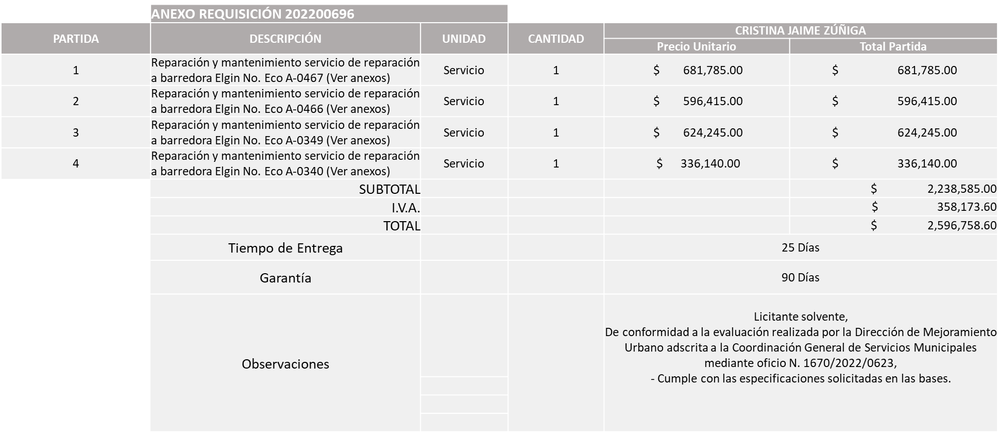 ANEXO REQUISICIÓN 202200696
PARTIDA DESCRIPCIÓN UNIDAD CANTIDAD CRISTINA JAIME ZÚÑIGA
Precio Unitario Total Partida
1 Reparación y mantenimiento servicio de reparación a barredora Elgin No. Eco A-0467 (Ver anexos) Servicio 1 $ 681,785.00 $ 681,785.00
2 Reparación y mantenimiento servicio de reparación a barredora Elgin No. Eco A-0466 (Ver anexos) Servicio 1 $ 596,415.00 $ 596,415.00
3 Reparación y mantenimiento servicio de reparación a barredora Elgin No. Eco A-0349 (Ver anexos) Servicio 1 $ 624,245.00 $ 624,245.00
4 Reparación y mantenimiento servicio de reparación a barredora Elgin No. Eco A-0340 (Ver anexos) Servicio 1 $ 336,140.00 $ 336,140.00
SUBTOTAL $ 2,238,585.00
I.V.A. $ 358,173.60
TOTAL $ 2,596,758.60
Tiempo de Entrega 25 Días
Garantía 90 Días
Observaciones
Licitante solvente,
De conformidad a la evaluación realizada por la Dirección de Mejoramiento
Urbano adscrita a la Coordinación General de Servicios Municipales
mediante oficio N. 1670/2022/0623,
- Cumple con las especificaciones solicitadas en las bases.